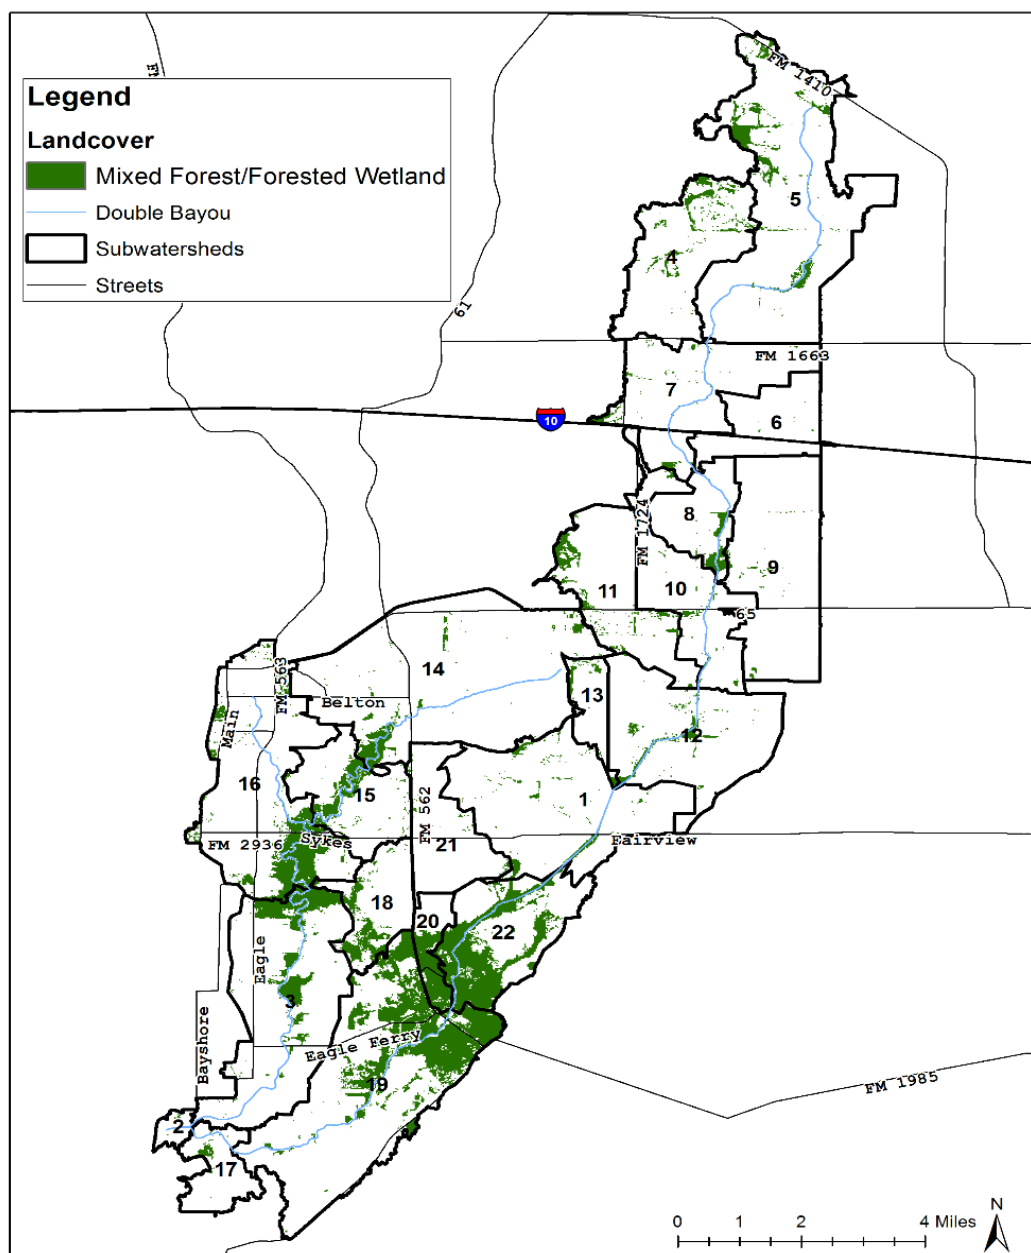 FM 1410
Legend
Landcover
Mixed Forest/Forested Wetland
Double Bayou
Subwatersheds
Streets
5
4
61
FM 1663
7
10
6
8
FM 1724
9
10
11
65
14
FM 563
Belton
13
Main
12
16
15
1
FM 562
Sykes
FM 2936
Fairview
21
18
20
22
Eagle
3
Bayshore
Eagle Ferry
19
FM 1985
2
17
N
0 1 2 4 Miles